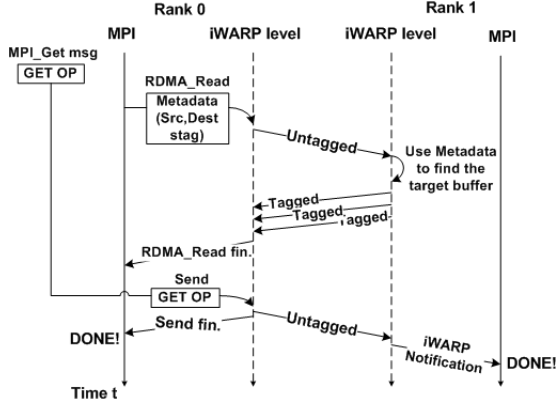 Rank 0
Rank 1
MPI
iWARP level
iWARP level
MPI
MPI_Get msg
GET OP
RDMA_Read
Metadata
(Src,Dest
stag)
Untagged
Use Metadata
to find the
target buffer
Tagged
Tagged
Tagged
RDMA_Read fin.
Send
GET OP
Send fin.
Untagged
iWARP
Notification
DONE!
DONE!
Time t